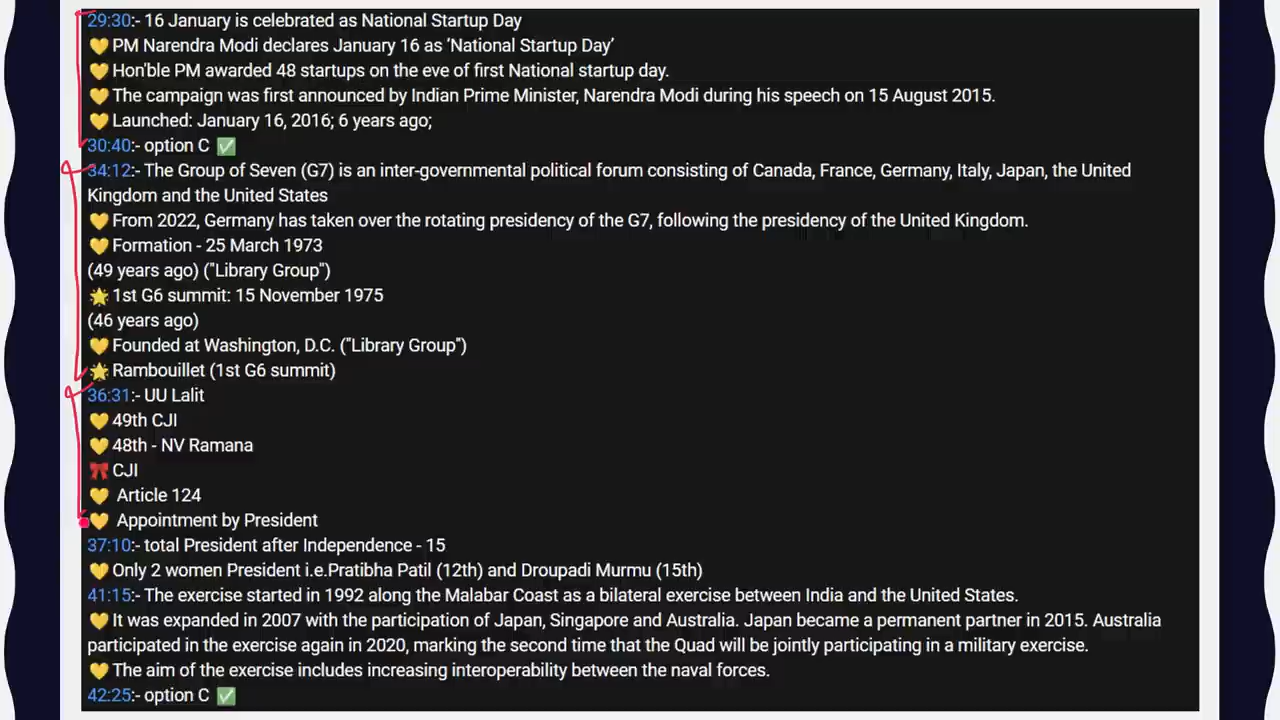 29:30:- 16 January is celebrated as National Startup Day
💛 PM Narendra Modi declares January 16 as 'National Startup Day'
💛 Hon'ble PM awarded 48 startups on the eve of first National startup day.
💛 The campaign was first announced by Indian Prime Minister, Narendra Modi during his speech on 15 August 2015.
💛 Launched: January 16, 2016; 6 years ago;
30:40:- option C ✅
34:12:- The Group of Seven (G7) is an inter-governmental political forum consisting of Canada, France, Germany, Italy, Japan, the United
Kingdom and the United States
💛 From 2022, Germany has taken over the rotating presidency of the G7, following the presidency of the United Kingdom.
💛 Formation - 25 March 1973
(49 years ago) ("Library Group")
🌟 1st G6 summit: 15 November 1975
(46 years ago)
💛 Founded at Washington, D.C. ("Library Group")
🌟 Rambouillet (1st G6 summit)
36:31:- UU Lalit
💛 49th CJI
💛 48th - NV Ramana
🎀 CJI
💛 Article 124
💛 Appointment by President
37:10:- total President after Independence - 15
💛 Only 2 women President i.e.Pratibha Patil (12th) and Droupadi Murmu (15th)
41:15:- The exercise started in 1992 along the Malabar Coast as a bilateral exercise between India and the United States.
💛 It was expanded in 2007 with the participation of Japan, Singapore and Australia. Japan became a permanent partner in 2015. Australia
participated in the exercise again in 2020, marking the second time that the Quad will be jointly participating in a military exercise.
💛 The aim of the exercise includes increasing interoperability between the naval forces.
42:25:- option C ✅